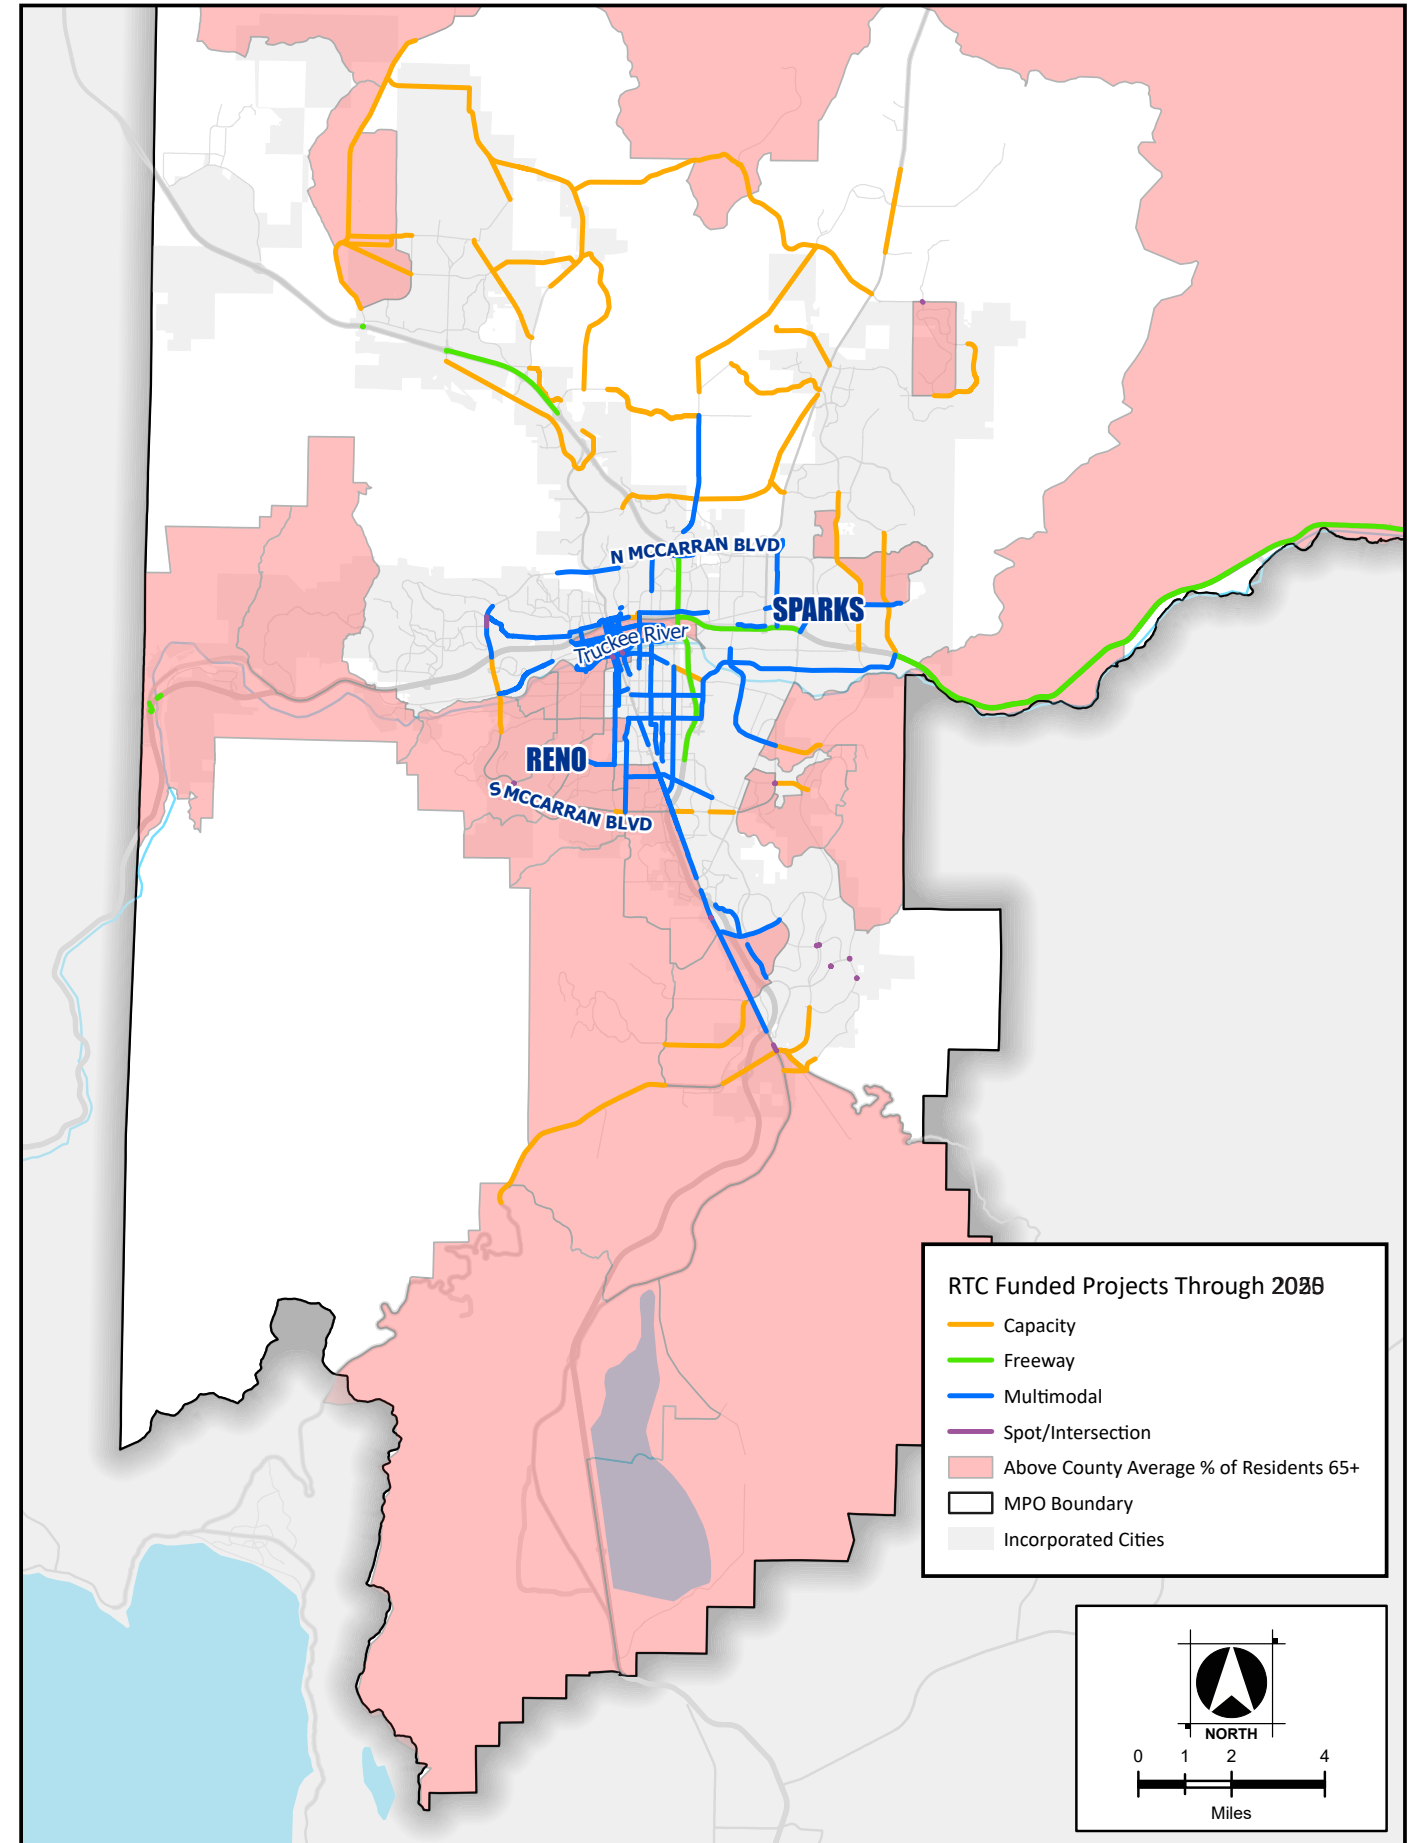 N MCCARRAN BLVD
SPARKS
Truckee River
RENO
S MCCARRAN BLVD
RTC Funded Projects Through
Capacity
Freeway
Multimodal
Spot/Intersection
Above County Average % of Residents 65+
MPO Boundary
Incorporated Cities
NORTH
0 1 2 4
Miles